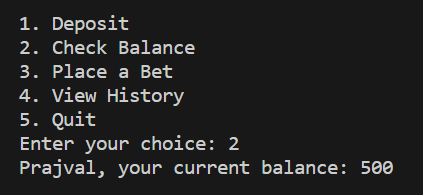 1. Deposit
2. Check Balance
3. Place a Bet
4. View History
5. Quit
Enter your choice: 2
Prajval, your current balance: 500